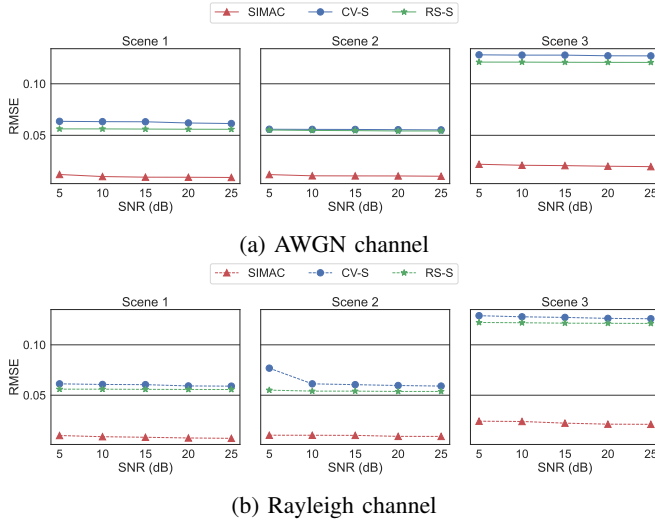 SIMAC CV-S RS-S
Scene 1 Scene 2 Scene 3
RMSE
0.10
0.05
5 10 15 20 25 5 10 15 20 25 5 10 15 20 25
SNR (dB) SNR (dB) SNR (dB)
(a) AWGN channel
SIMAC CV-S RS-S
Scene 1 Scene 2 Scene 3
RMSE
0.10
0.05
5 10 15 20 25 5 10 15 20 25 5 10 15 20 25
SNR (dB) SNR (dB) SNR (dB)
(b) Rayleigh channel